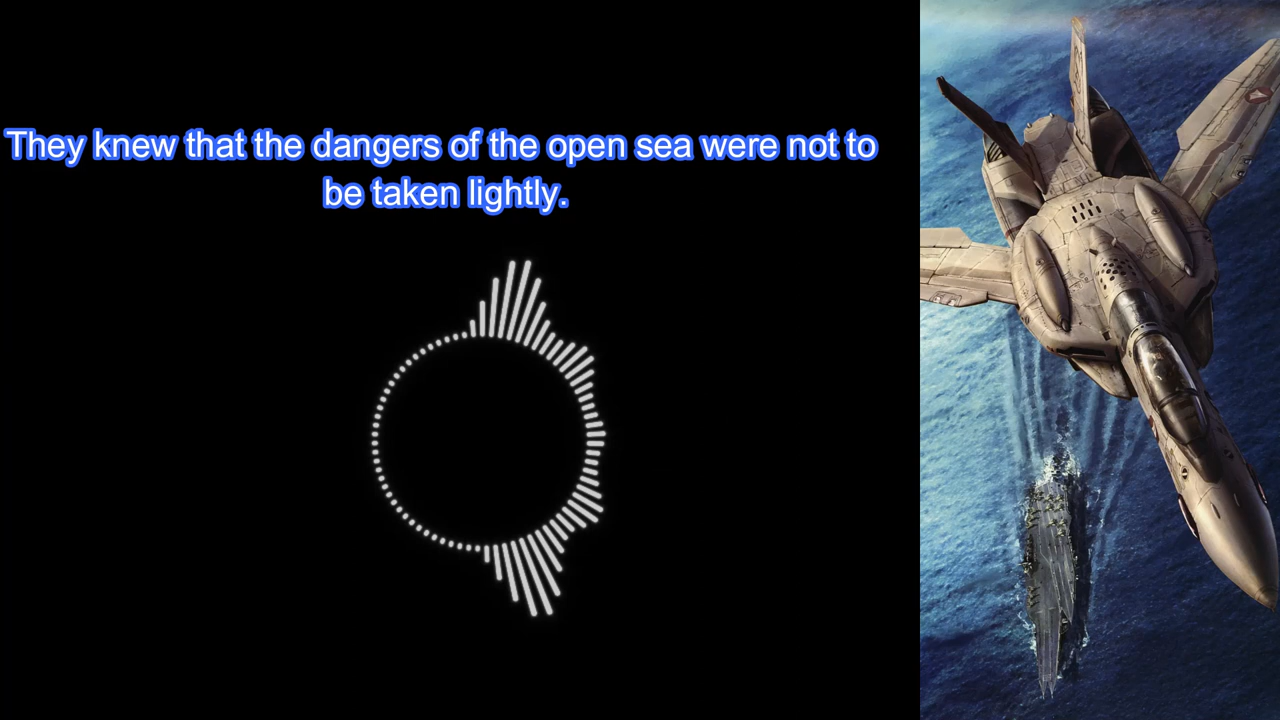 They knew that the dangers of the open sea were not to
be taken lightly.